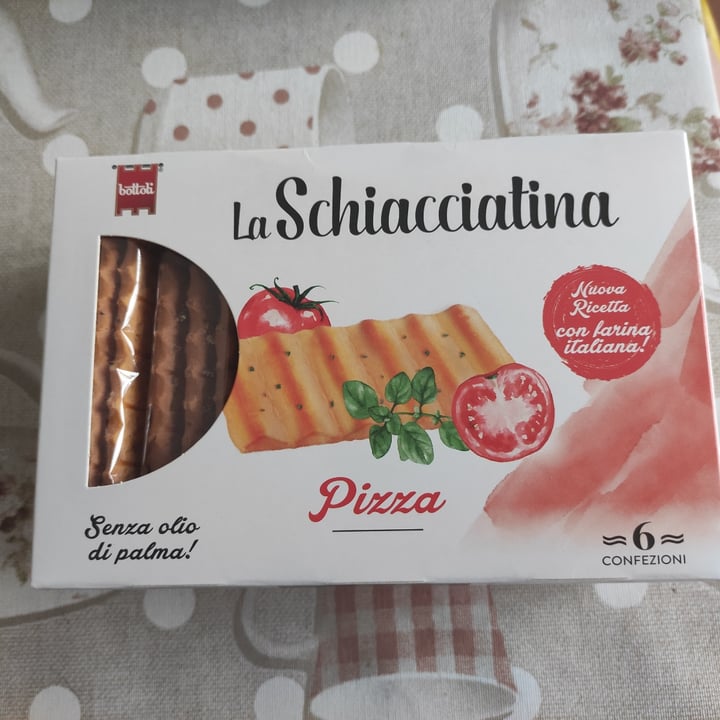 bottoli
La Schiacciatina
Nuova
Ricetta
con farina
italiana!
Pizza
Senza olio
di palma!
6
CONFEZIONI